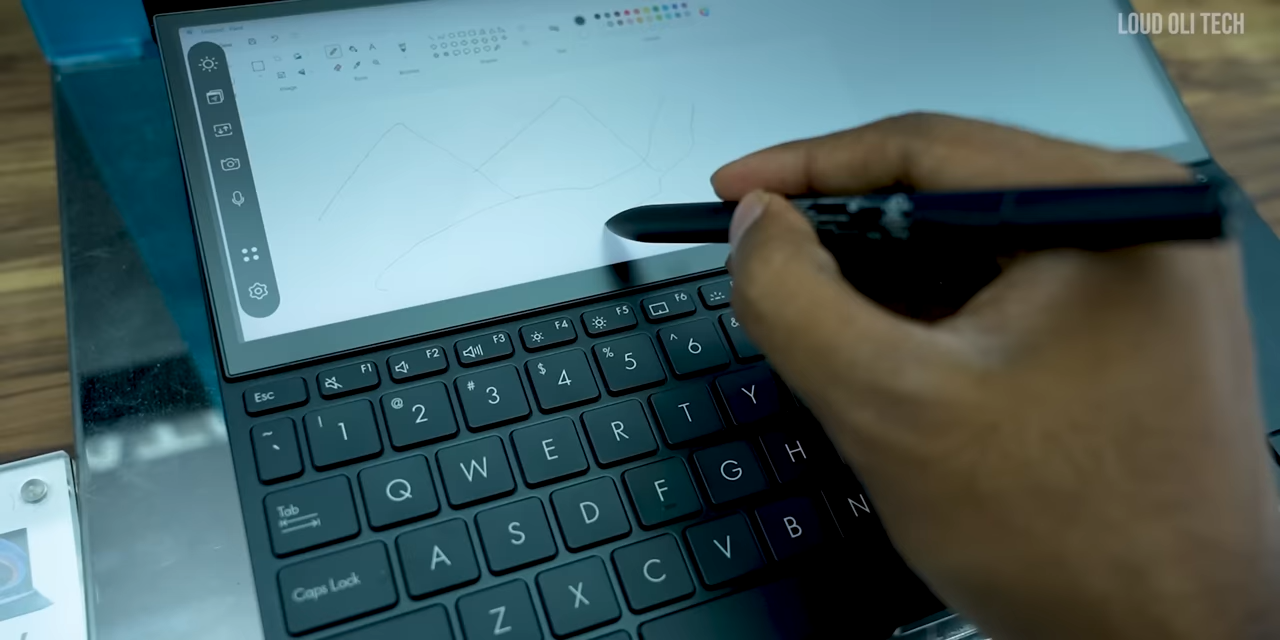 LOUD OLI TECH
Esc F1 F2 F3 F4 F5 F6
~ ` ! 1 @ 2 # 3 $ 4 % 5 ^ 6 &
Tab Q W E R T Y
Caps Lock A S D F G H
Z X C V B N